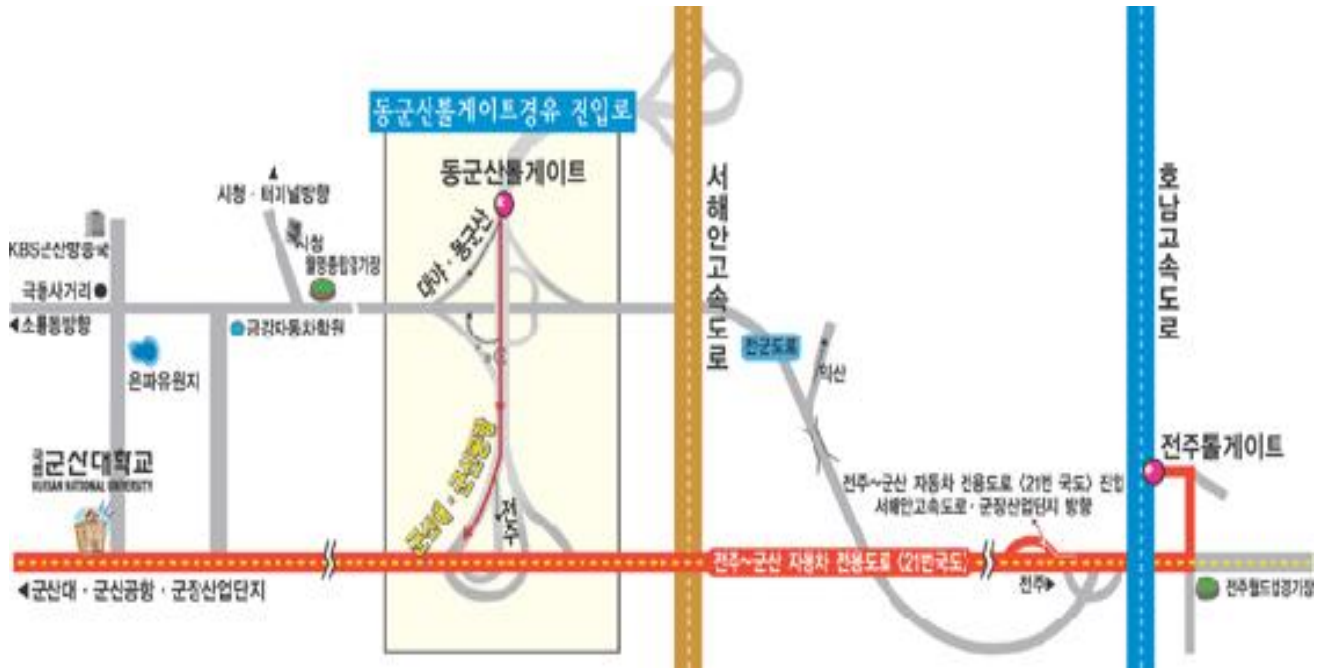 동군산톨게이트경유 진입로
동군산톨게이트
서해안고속도로
호남고속도로
시청 · 터미널방향
시청
월명종합경기장
대야 · 동군산
극동사거리
◀소룡동방향
금강자동차학원
은파유원지
전군도로
익산
국립군산대학교
KUNSAN NATIONAL UNIVERSITY
전주
전주톨게이트
전주~군산 자동차 전용도로 (21번 국도) 진입
서해안고속도로 · 군장산업단지 방향
전주~군산 자동차 전용도로 (21번국도)
전주▶
◀군산대 · 군산공항 · 군장산업단지
전주월드컵경기장